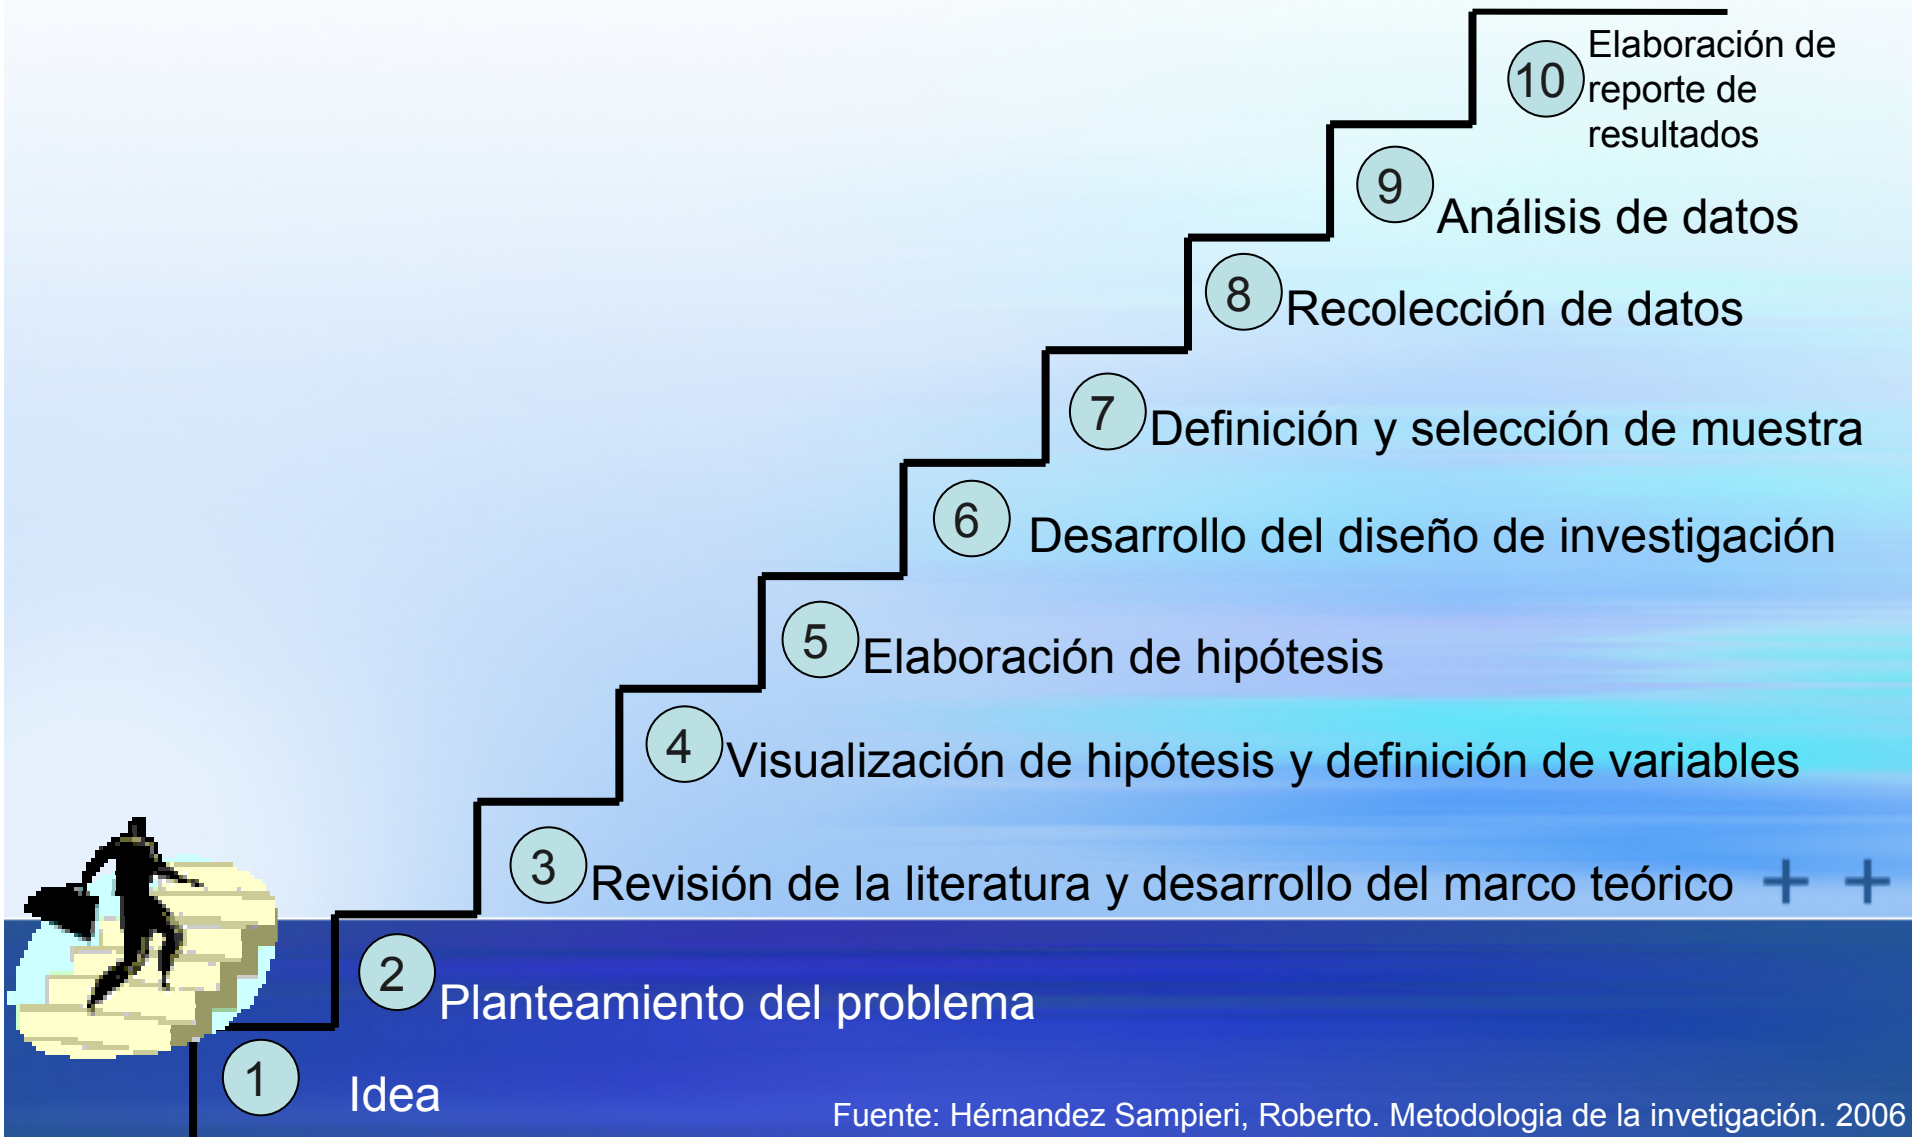 10 Elaboración de
reporte de
resultados
9 Análisis de datos
8 Recolección de datos
7 Definición y selección de muestra
6 Desarrollo del diseño de investigación
5 Elaboración de hipótesis
4 Visualización de hipótesis y definición de variables
3 Revisión de la literatura y desarrollo del marco teórico
2 Planteamiento del problema
1 Idea
Fuente: Hérnandez Sampieri, Roberto. Metodologia de la invetigación. 2006